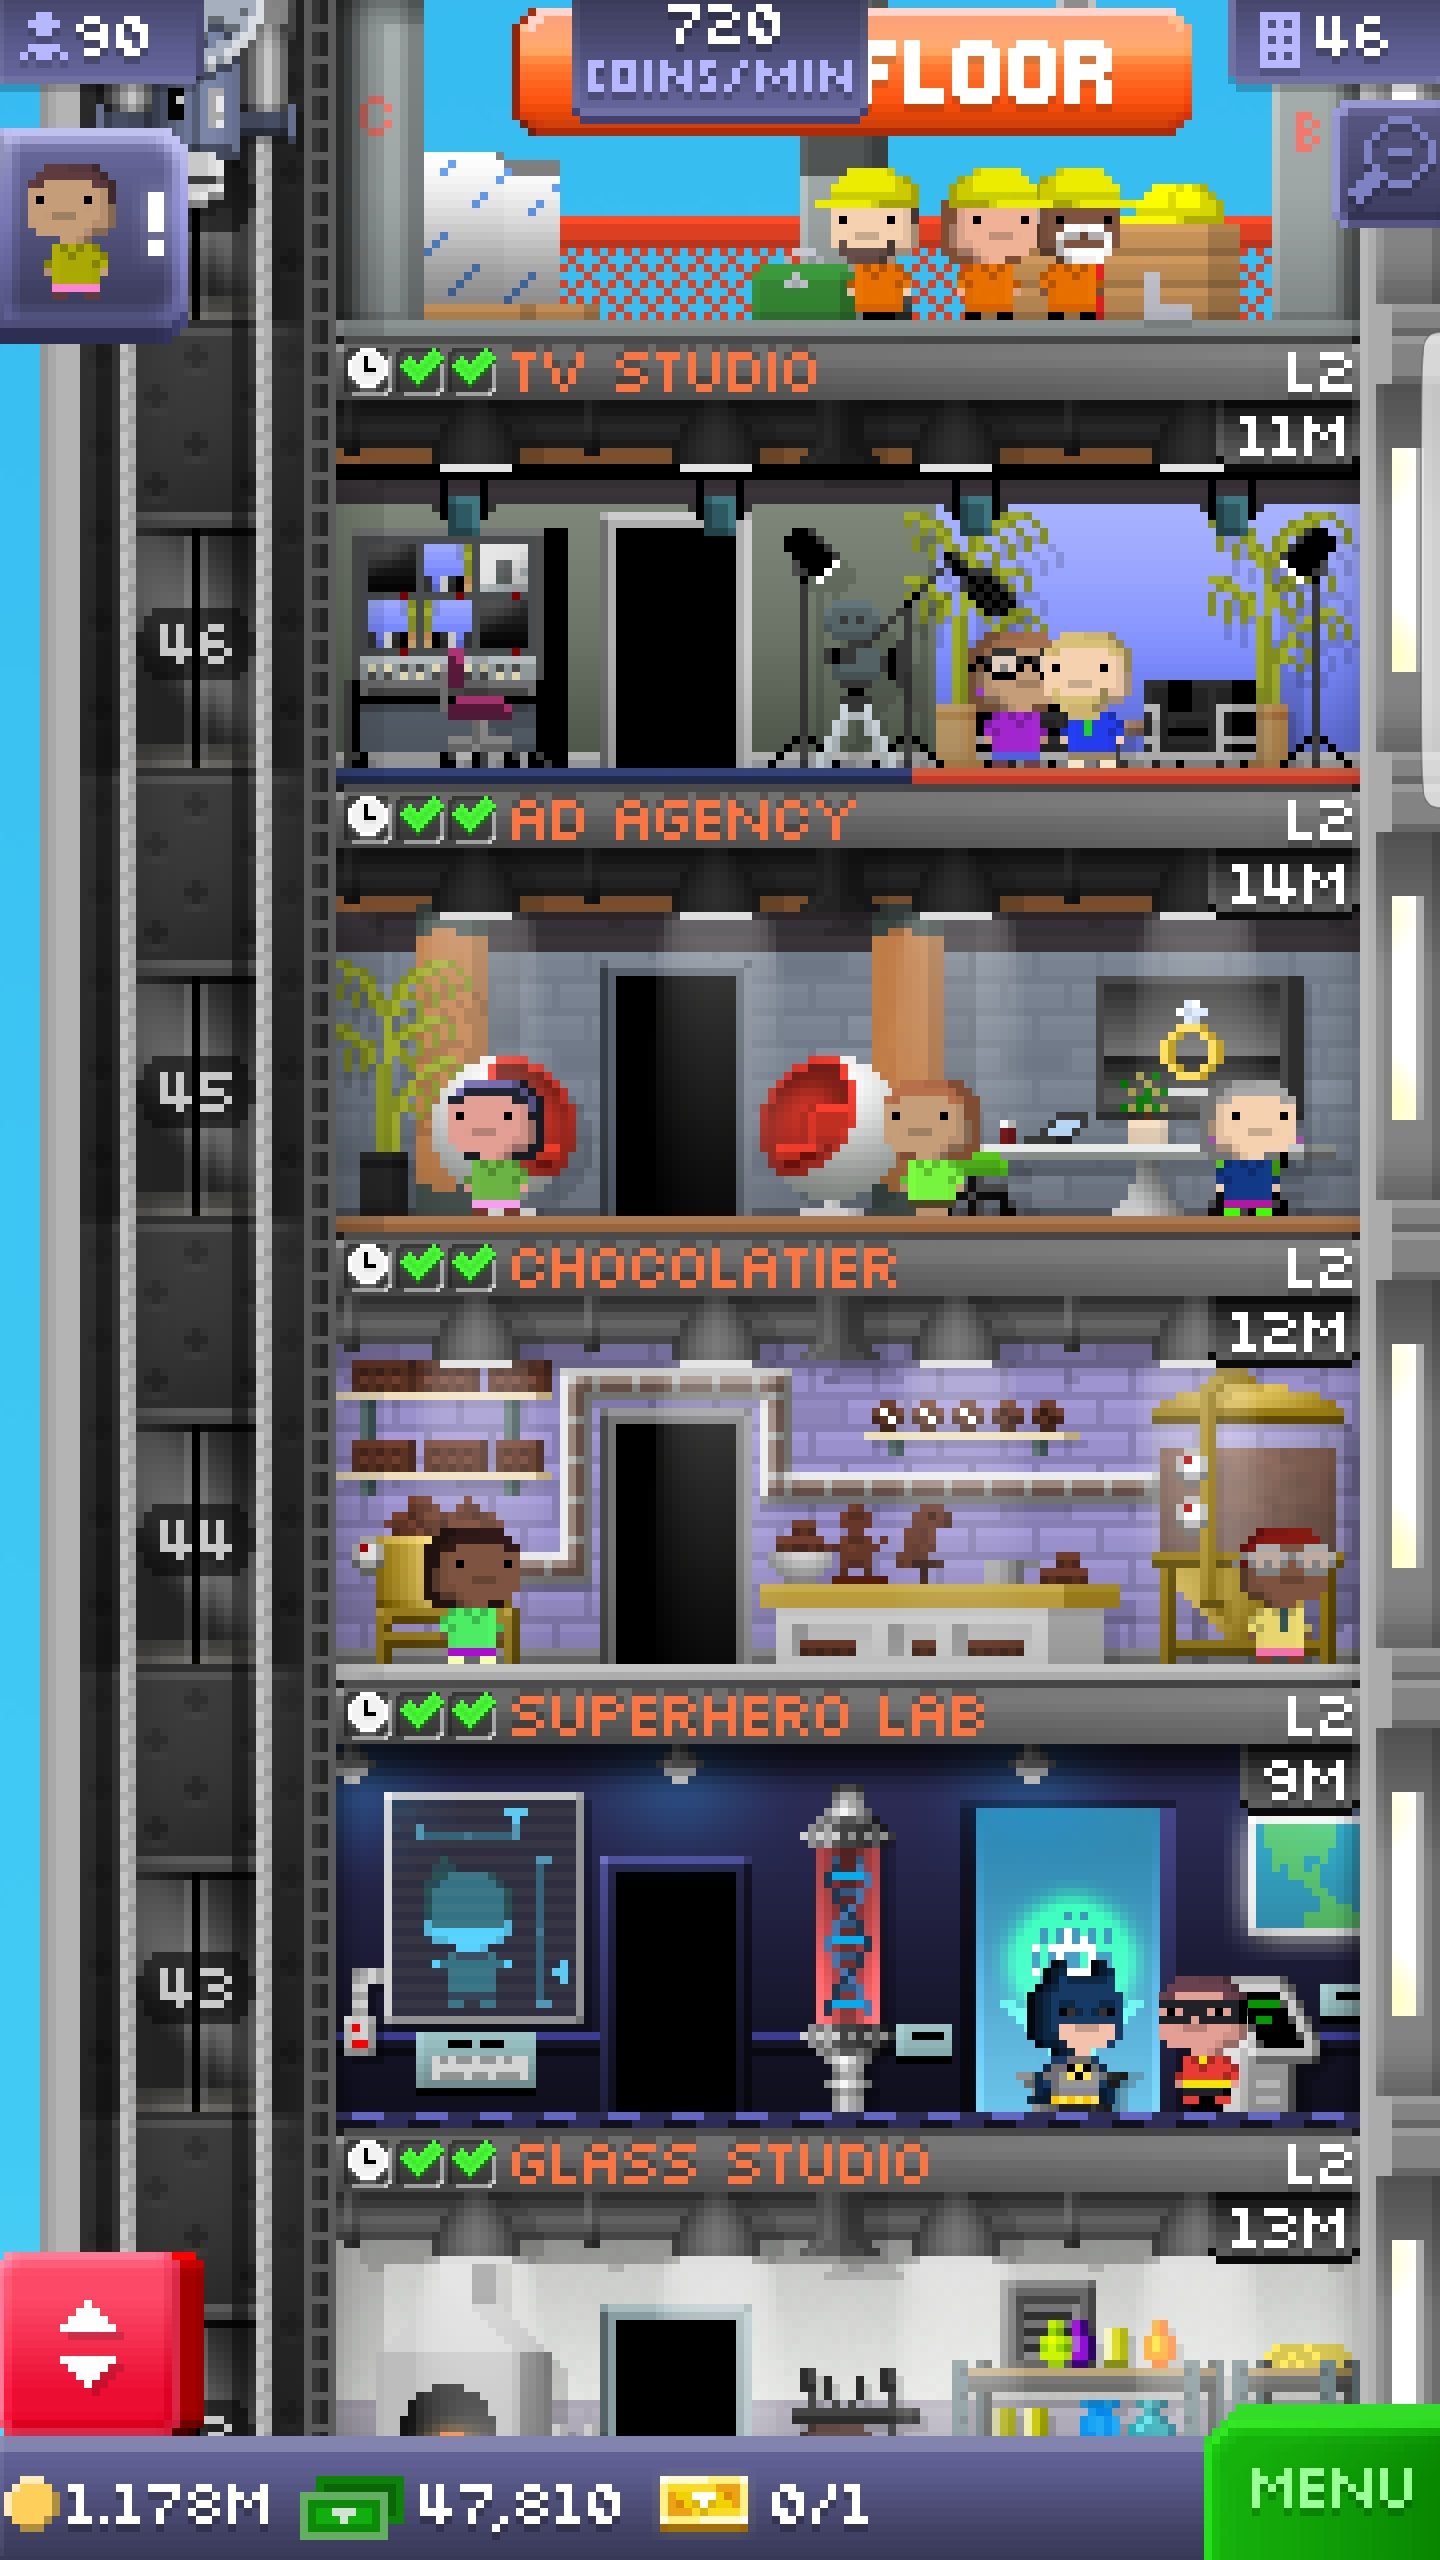 90
720
COINS/MIN
FLOOR
46
C
B
!
TV STUDIO L2
11M
46
AD AGENCY L2
14M
45
CHOCOLATIER L2
12M
44
SUPERHERO LAB L2
9M
43
GLASS STUDIO L2
13M
1.178M 47,810 0/1
MENU